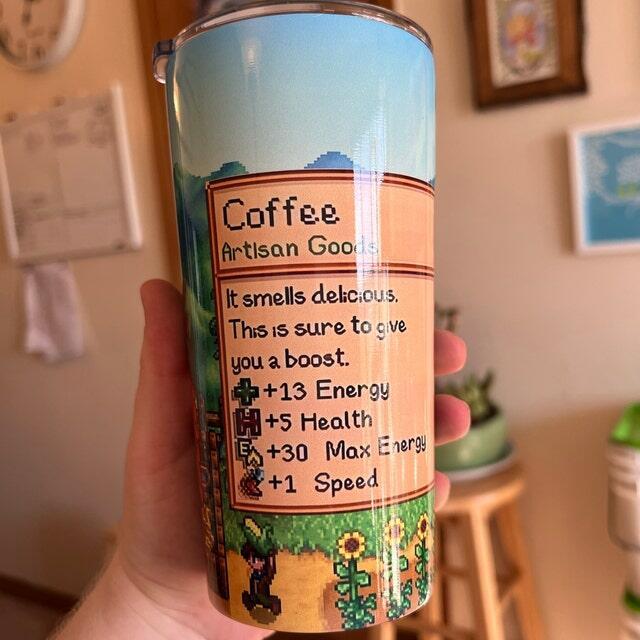 Coffee
Artisan Goods
It smells delicious.
This is sure to give
you a boost.
+13 Energy
+5 Health
+30 Max Energy
+1 Speed